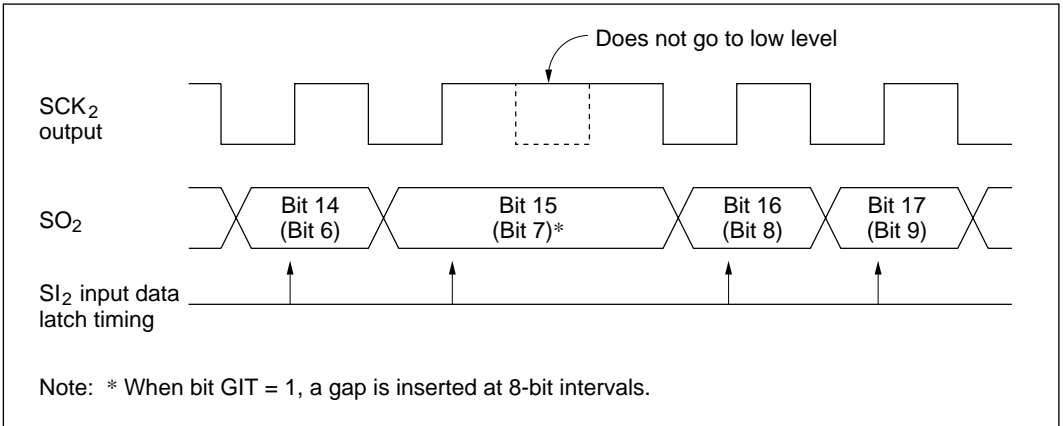 Does not go to low level
SCK2
output
SO2
Bit 14
(Bit 6)
Bit 15
(Bit 7)*
Bit 16
(Bit 8)
Bit 17
(Bit 9)
SI2 input data
latch timing
Note: * When bit GIT = 1, a gap is inserted at 8-bit intervals.